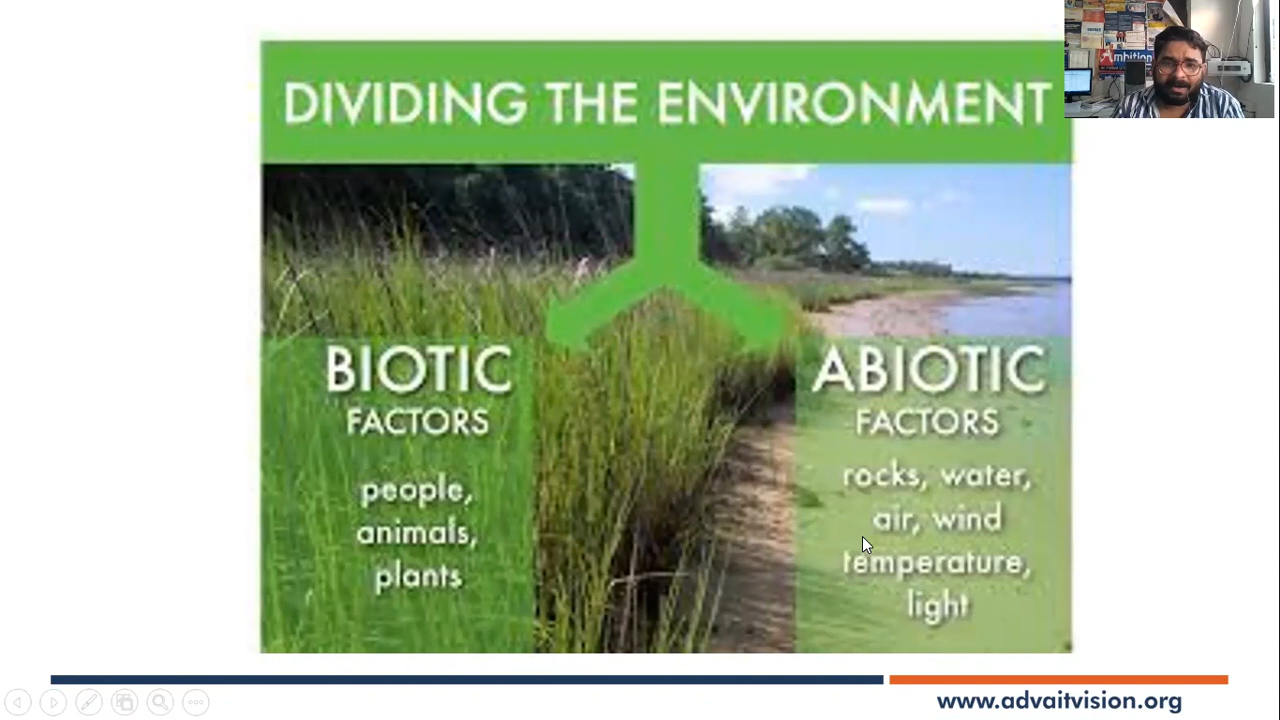 DIVIDING THE ENVIRONMENT
BIOTIC
FACTORS
people,
animals,
plants
ABIOTIC
FACTORS
rocks, water,
air, wind
temperature,
light
Ambition
www.advaitvision.org